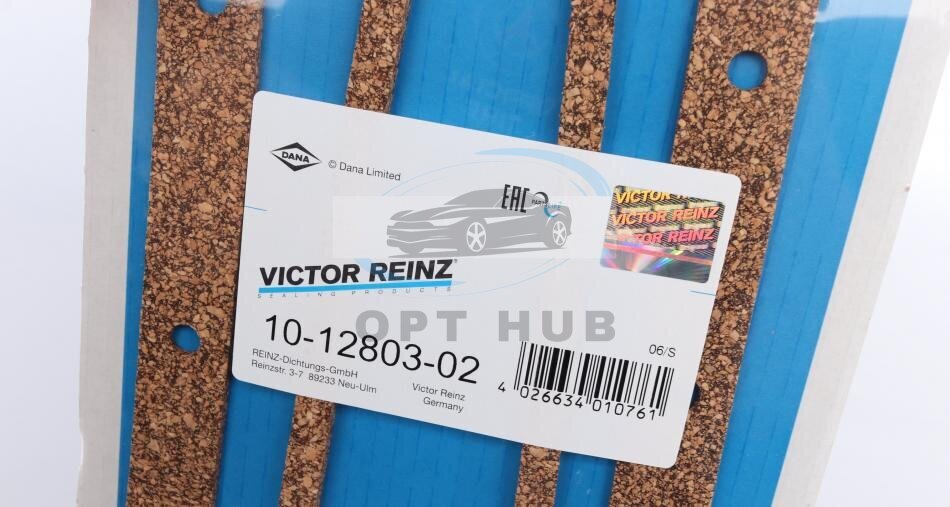 DANA
© Dana Limited
EAC
VICTOR REINZ
VICTOR REINZ
VICTOR REINZ
VICTOR REINZ®
SEALING PRODUCTS
OPT HUB
10-12803-02
06/S
REINZ-Dichtungs-GmbH
Reinzstr. 3-7 89233 Neu-Ulm
Victor Reinz
Germany
4 026634 010761